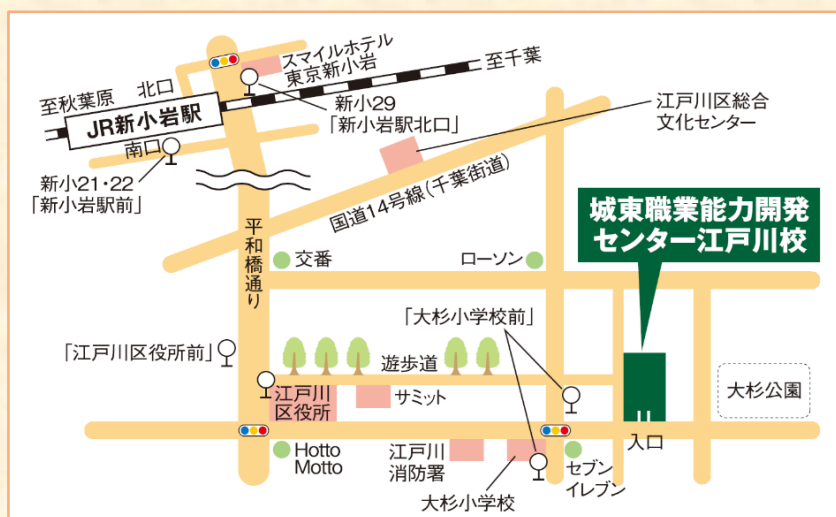 スマイルホテル
東京新小岩
至千葉
至秋葉原
北口
JR新小岩駅
南口
新小29
「新小岩駅北口」
新小21・22
「新小岩駅前」
江戸川区総合
文化センター
国道14号線(千葉街道)
平和橋通り
城東職業能力開発
センター江戸川校
交番
ローソン
「大杉小学校前」
「江戸川区役所前」
遊歩道
江戸川
区役所
サミット
大杉公園
Hotto
Motto
江戸川
消防署
大杉小学校
セブン
イレブン
入口